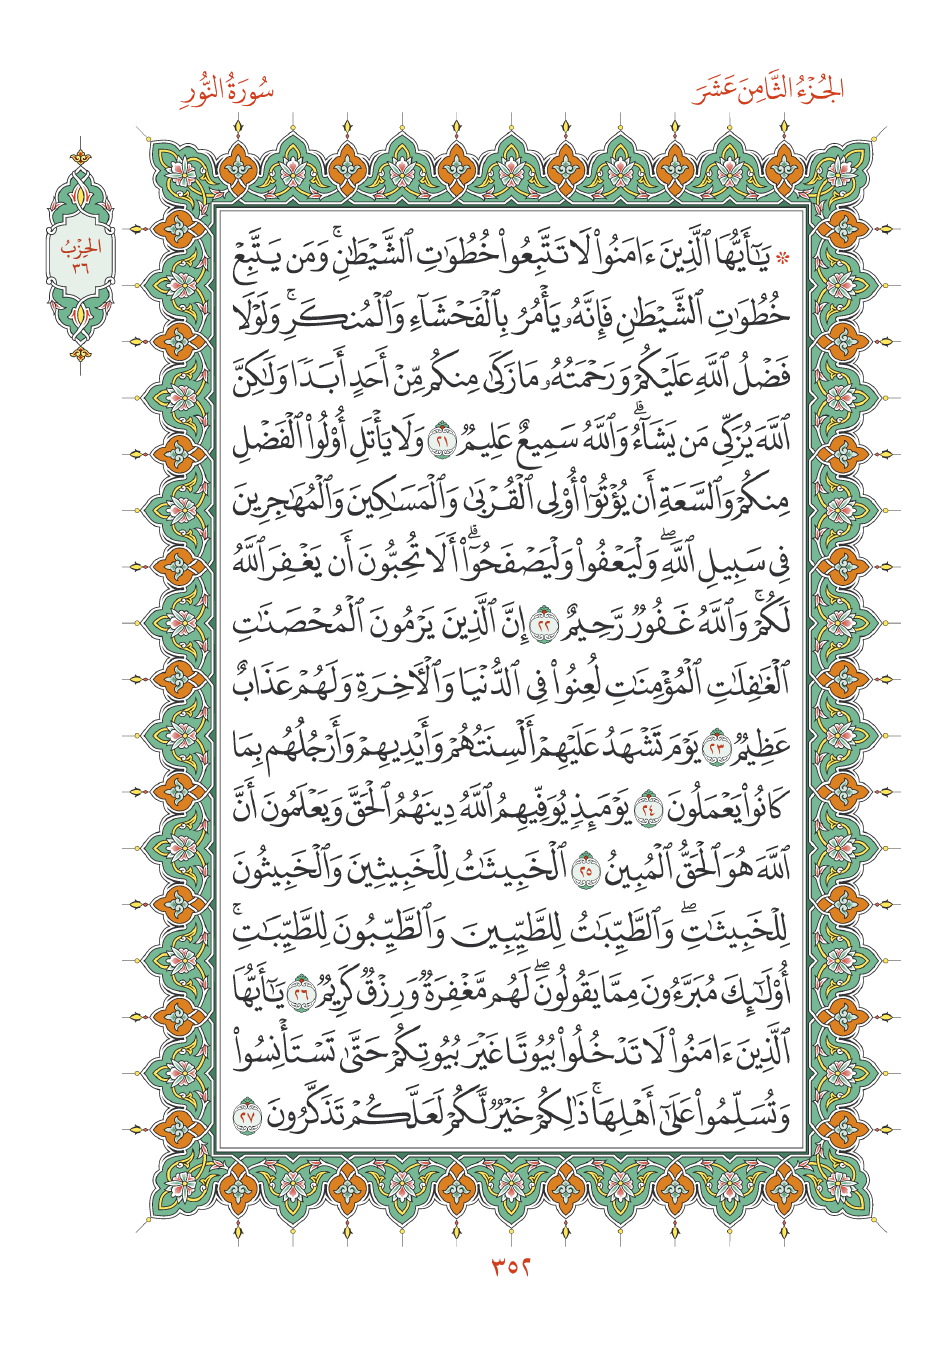 الجُزْءُ الثَّامِنَ عَشَرَ
سُورَةُ النُّورِ
الحِزْبُ
٣٦
۞ يَـٰٓأَيُّهَا ٱلَّذِينَ ءَامَنُوا۟ لَا تَتَّبِعُوا۟ خُطُوَٰتِ ٱلشَّيْطَـٰنِ ۚ وَمَن يَتَّبِعْ
خُطُوَٰتِ ٱلشَّيْطَـٰنِ فَإِنَّهُۥ يَأْمُرُ بِٱلْفَحْشَآءِ وَٱلْمُنكَرِ ۚ وَلَوْلَا
فَضْلُ ٱللَّهِ عَلَيْكُمْ وَرَحْمَتُهُۥ مَا زَكَىٰ مِنكُم مِّنْ أَحَدٍ أَبَدًا وَلَـٰكِنَّ
ٱللَّهَ يُزَكِّى مَن يَشَآءُ ۗ وَٱللَّهُ سَمِيعٌ عَلِيمٌ ٢١ وَلَا يَأْتَلِ أُو۟لُوا۟ ٱلْفَضْلِ
مِنكُمْ وَٱلسَّعَةِ أَن يُؤْتُوٓا۟ أُو۟لِى ٱلْقُرْبَىٰ وَٱلْمَسَـٰكِينَ وَٱلْمُهَـٰجِرِينَ
فِى سَبِيلِ ٱللَّهِ ۖ وَلْيَعْفُوا۟ وَلْيَصْفَحُوٓا۟ ۗ أَلَا تُحِبُّونَ أَن يَغْفِرَ ٱللَّهُ
لَكُمْ ۚ وَٱللَّهُ غَفُورٌ رَّحِيمٌ ٢٢ إِنَّ ٱلَّذِينَ يَرْمُونَ ٱلْمُحْصَنَـٰتِ
ٱلْغَـٰفِلَـٰتِ ٱلْمُؤْمِنَـٰتِ لُعِنُوا۟ فِى ٱلدُّنْيَا وَٱلْـَٔاخِرَةِ وَلَهُمْ عَذَابٌ
عَظِيمٌ ٢٣ يَوْمَ تَشْهَدُ عَلَيْهِمْ أَلْسِنَتُهُمْ وَأَيْدِيهِمْ وَأَرْجُلُهُم بِمَا
كَانُوا۟ يَعْمَلُونَ ٢٤ يَوْمَئِذٍ يُوَفِّيهِمُ ٱللَّهُ دِينَهُمُ ٱلْحَقَّ وَيَعْلَمُونَ أَنَّ
ٱللَّهَ هُوَ ٱلْحَقُّ ٱلْمُبِينُ ٢٥ ٱلْخَبِيثَـٰتُ لِلْخَبِيثِينَ وَٱلْخَبِيثُونَ
لِلْخَبِيثَـٰتِ ۖ وَٱلطَّيِّبَـٰتُ لِلطَّيِّبِينَ وَٱلطَّيِّبُونَ لِلطَّيِّبَـٰتِ ۚ
أُو۟لَـٰٓئِكَ مُبَرَّءُونَ مِمَّا يَقُولُونَ ۖ لَهُم مَّغْفِرَةٌ وَرِزْقٌ كَرِيمٌ ٢٦ يَـٰٓأَيُّهَا
ٱلَّذِينَ ءَامَنُوا۟ لَا تَدْخُلُوا۟ بُيُوتًا غَيْرَ بُيُوتِكُمْ حَتَّىٰ تَسْتَأْنِسُوا۟
وَتُسَلِّمُوا۟ عَلَىٰٓ أَهْلِهَا ۚ ذَٰلِكُمْ خَيْرٌ لَّكُمْ لَعَلَّكُمْ تَذَكَّرُونَ ٢٧
٣٥٢